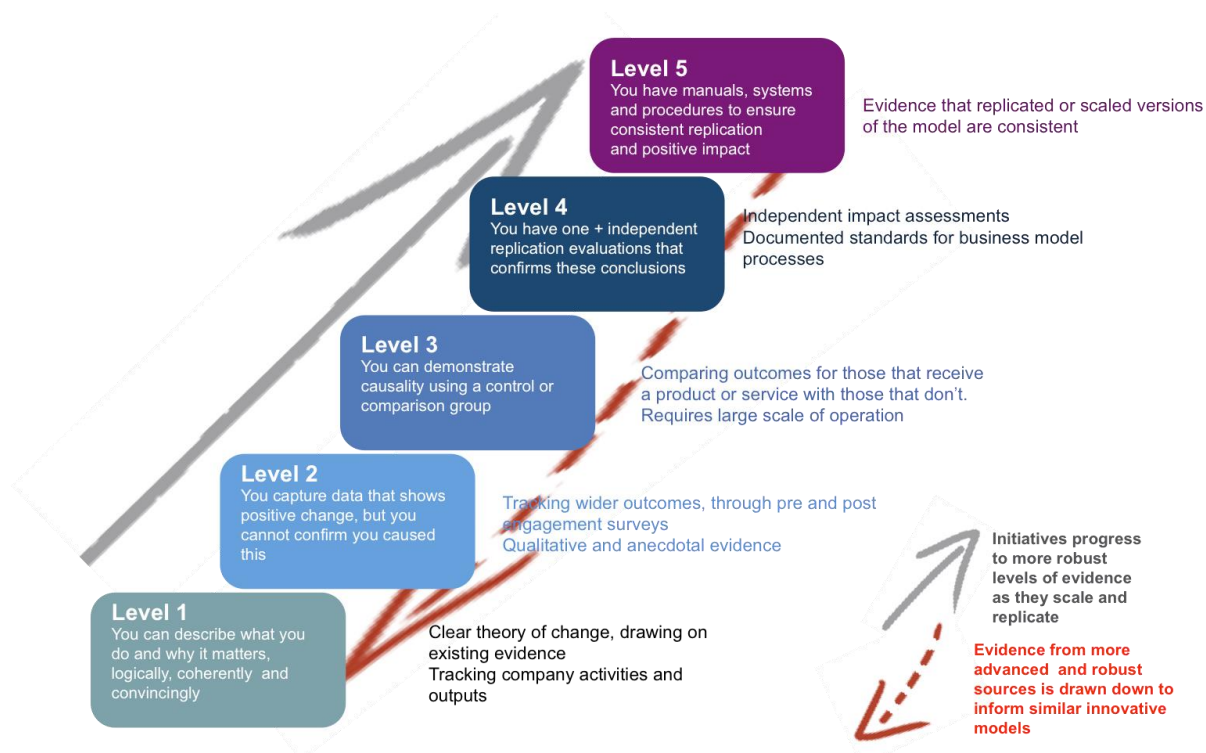 Level 5
You have manuals, systems
and procedures to ensure
consistent replication
and positive impact
Evidence that replicated or scaled versions
of the model are consistent
Level 4
You have one + independent
replication evaluations that
confirms these conclusions
Independent impact assessments
Documented standards for business model
processes
Level 3
You can demonstrate
causality using a control or
comparison group
Comparing outcomes for those that receive
a product or service with those that don't.
Requires large scale of operation
Level 2
You capture data that shows
positive change, but you
cannot confirm you caused
this
Tracking wider outcomes, through pre and post
engagement surveys
Qualitative and anecdotal evidence
Level 1
You can describe what you
do and why it matters,
logically, coherently and
convincingly
Clear theory of change, drawing on
existing evidence
Tracking company activities and
outputs
Initiatives progress
to more robust
levels of evidence
as they scale and
replicate
Evidence from more
advanced and robust
sources is drawn down to
inform similar innovative
models